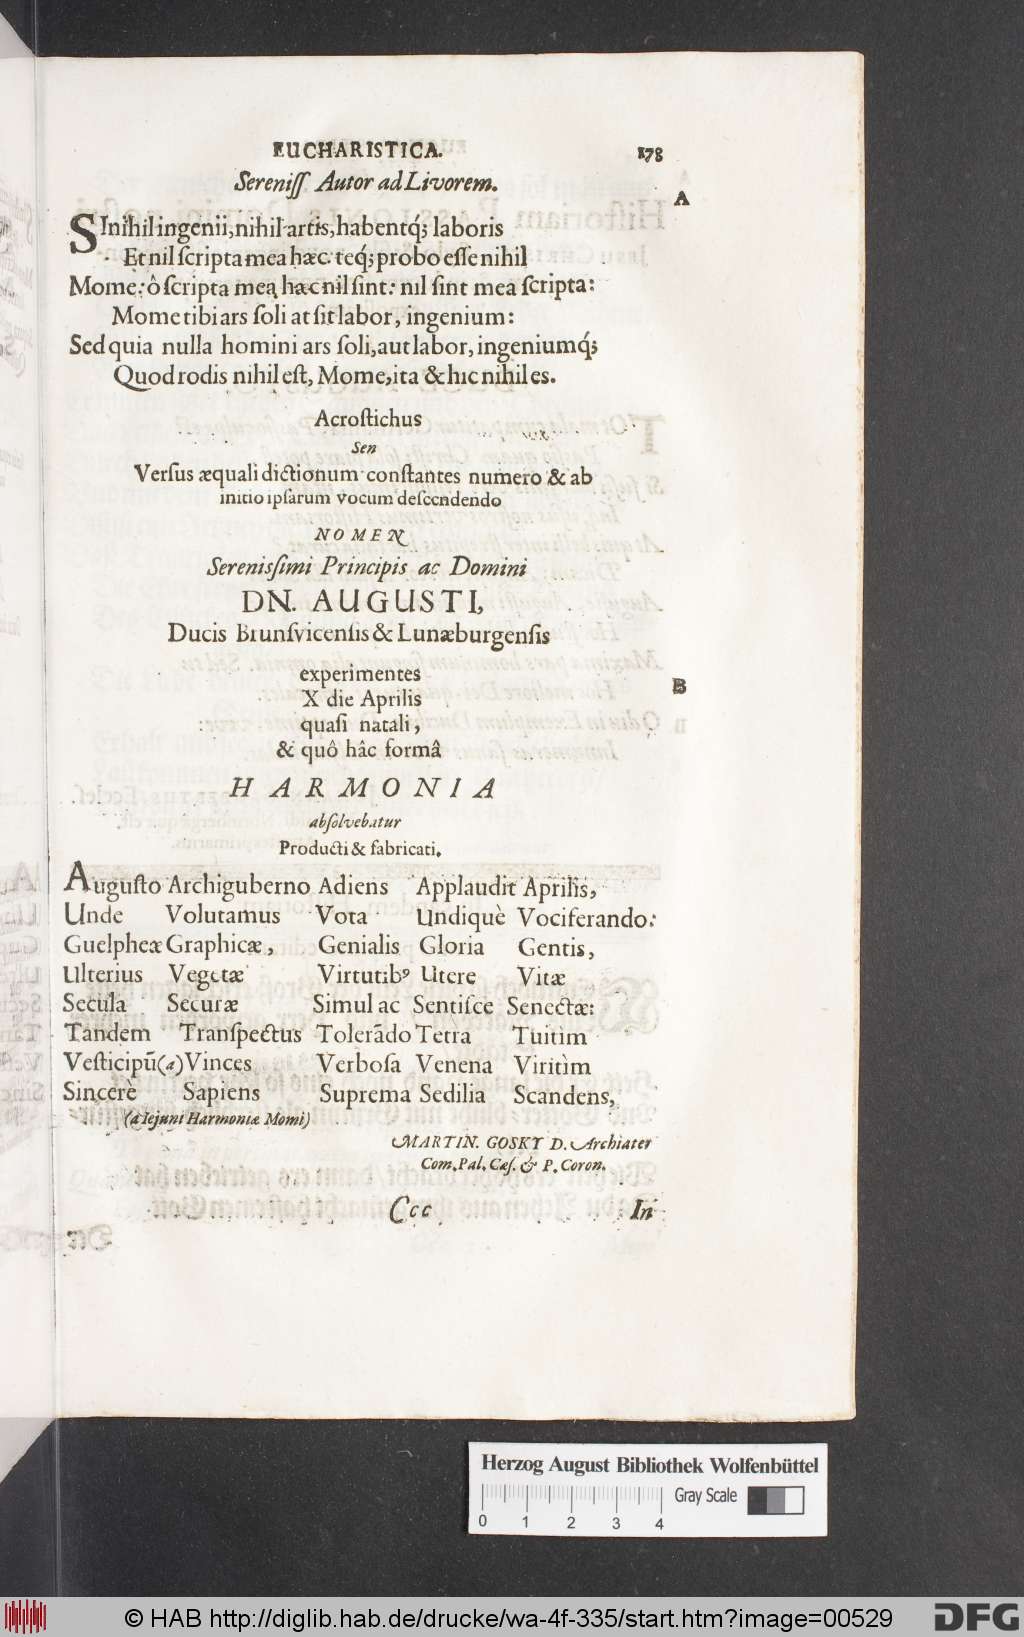 EUCHARISTICA. 178
Sereniſſ Autor ad Livorem.
A
SI nihil ingenii, nihil artis, habentq́; laboris
Et nil ſcripta mea hæc teq́; probo eſſe nihil
Mome: ô ſcripta mea hæc nil ſint: nil ſint mea ſcripta:
Mome tibi ars ſoli at ſit labor, ingenium:
Sed quia nulla homini ars ſoli, aut labor, ingeniumq́;
Quod rodis nihil eſt, Mome, ita & hic nihil es.
Acroſtichus
Sen
Verſus æquali dictionum conſtantes numero & ab
initio ipſarum vocum deſcendendo
NOMEN
Serenisſimi Principis ac Domini
DN. AUGUSTI,
Ducis Brunſvicenſis & Lunæburgenſis
experimentes
B
X die Aprilis
quaſi natali,
& quô hâc formâ
HARMONIA
abſolvebatur
Producti & fabricati.
Auguſto Archiguberno Adiens Applaudit Aprilis,
Unde Volutamus Vota Undiquè Vociferando:
Guelpheæ Graphicæ, Genialis Gloria Gentis,
Ulterius Vegetæ Virtutibꝰ Utere Vitæ
Secula Securæ Simul ac Sentiſce Senectæ:
Tandem Tranſpectus Tolerãdo Tetra Tuitim
Veſticipũ (a) Vinces Verboſa Venena Viritìm
Sincerè Sapiens Suprema Sedilia Scandens,
(a Iejuni Harmoniæ Momi)
MARTIN. GOSKY D. Archiater
Com. Pal. Cæſ. & P. Coron.
Ccc In
Herzog August Bibliothek Wolfenbüttel
Gray Scale
0 1 2 3 4
© HAB http://diglib.hab.de/drucke/wa-4f-335/start.htm?image=00529 DFG